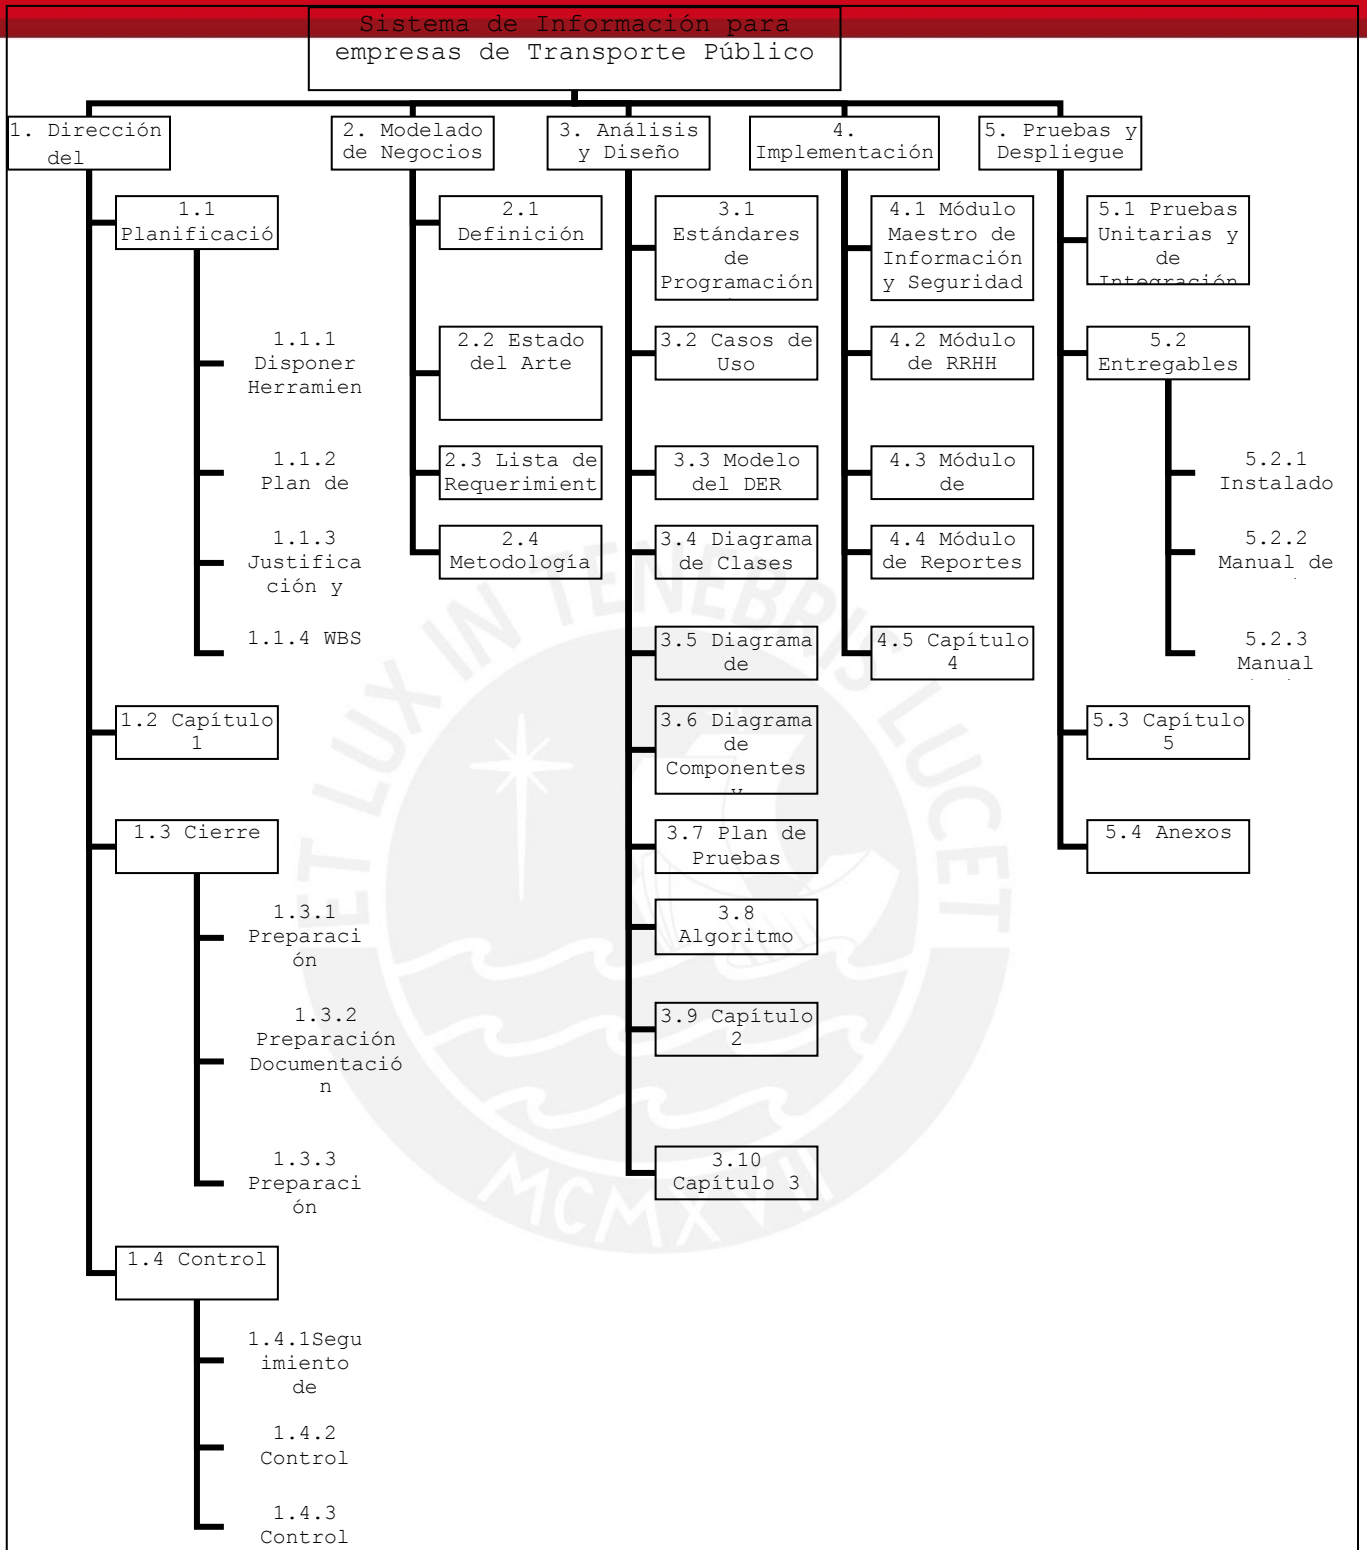 Sistema de Información para
empresas de Transporte Público
1. Dirección
del
2. Modelado
de Negocios
3. Análisis
y Diseño
4.
Implementación
5. Pruebas y
Despliegue
1.1
Planificació
1.1.1
Disponer
Herramien
1.1.2
Plan de
1.1.3
Justifica
ción y
1.1.4 WBS
1.2 Capítulo
1
1.3 Cierre
1.3.1
Preparaci
ón
1.3.2
Preparación
Documentació
n
1.3.3
Preparaci
ón
1.4 Control
1.4.1Segu
imiento
de
1.4.2
Control
1.4.3
Control
2.1
Definición
2.2 Estado
del Arte
2.3 Lista de
Requerimient
2.4
Metodología
3.1
Estándares
de
Programación
3.2 Casos de
Uso
3.3 Modelo
del DER
3.4 Diagrama
de Clases
3.5 Diagrama
de
3.6 Diagrama
de
Componentes
y
3.7 Plan de
Pruebas
3.8
Algoritmo
3.9 Capítulo
2
3.10
Capítulo 3
4.1 Módulo
Maestro de
Información
y Seguridad
4.2 Módulo
de RRHH
4.3 Módulo
de
4.4 Módulo
de Reportes
4.5 Capítulo
4
5.1 Pruebas
Unitarias y
de
Integración
5.2
Entregables
5.2.1
Instalado
5.2.2
Manual de
5.2.3
Manual
5.3 Capítulo
5
5.4 Anexos
ET LUX IN TENEBRIS LUCET
MCMXVII